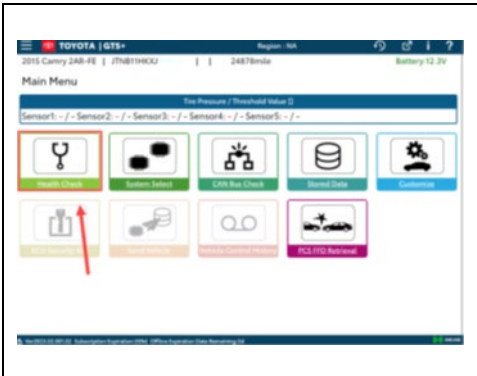 TOYOTA | GTS+ Region : NA ?
2015 Camry 2AR-FE | JTNB11HKXJ | | 24878mile Battery 12.3V
Main Menu
Tire Pressure / Threshold Value []
Sensor1: - / - Sensor2: - / - Sensor3: - / - Sensor4: - / - Sensor5: - / -
Health Check System Select CAN Bus Check Stored Data Customize
Vehicle Control History PCS FFD Retrieval